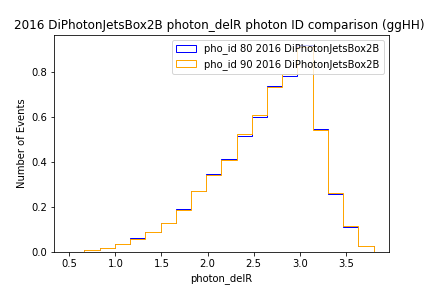 2016 DiPhotonJetsBox2B photon_delR photon ID comparison (ggHH)
pho_id 80 2016 DiPhotonJetsBox2B
pho_id 90 2016 DiPhotonJetsBox2B
Number of Events
0.8
0.6
0.4
0.2
0.0
0.5 1.0 1.5 2.0 2.5 3.0 3.5
photon_delR